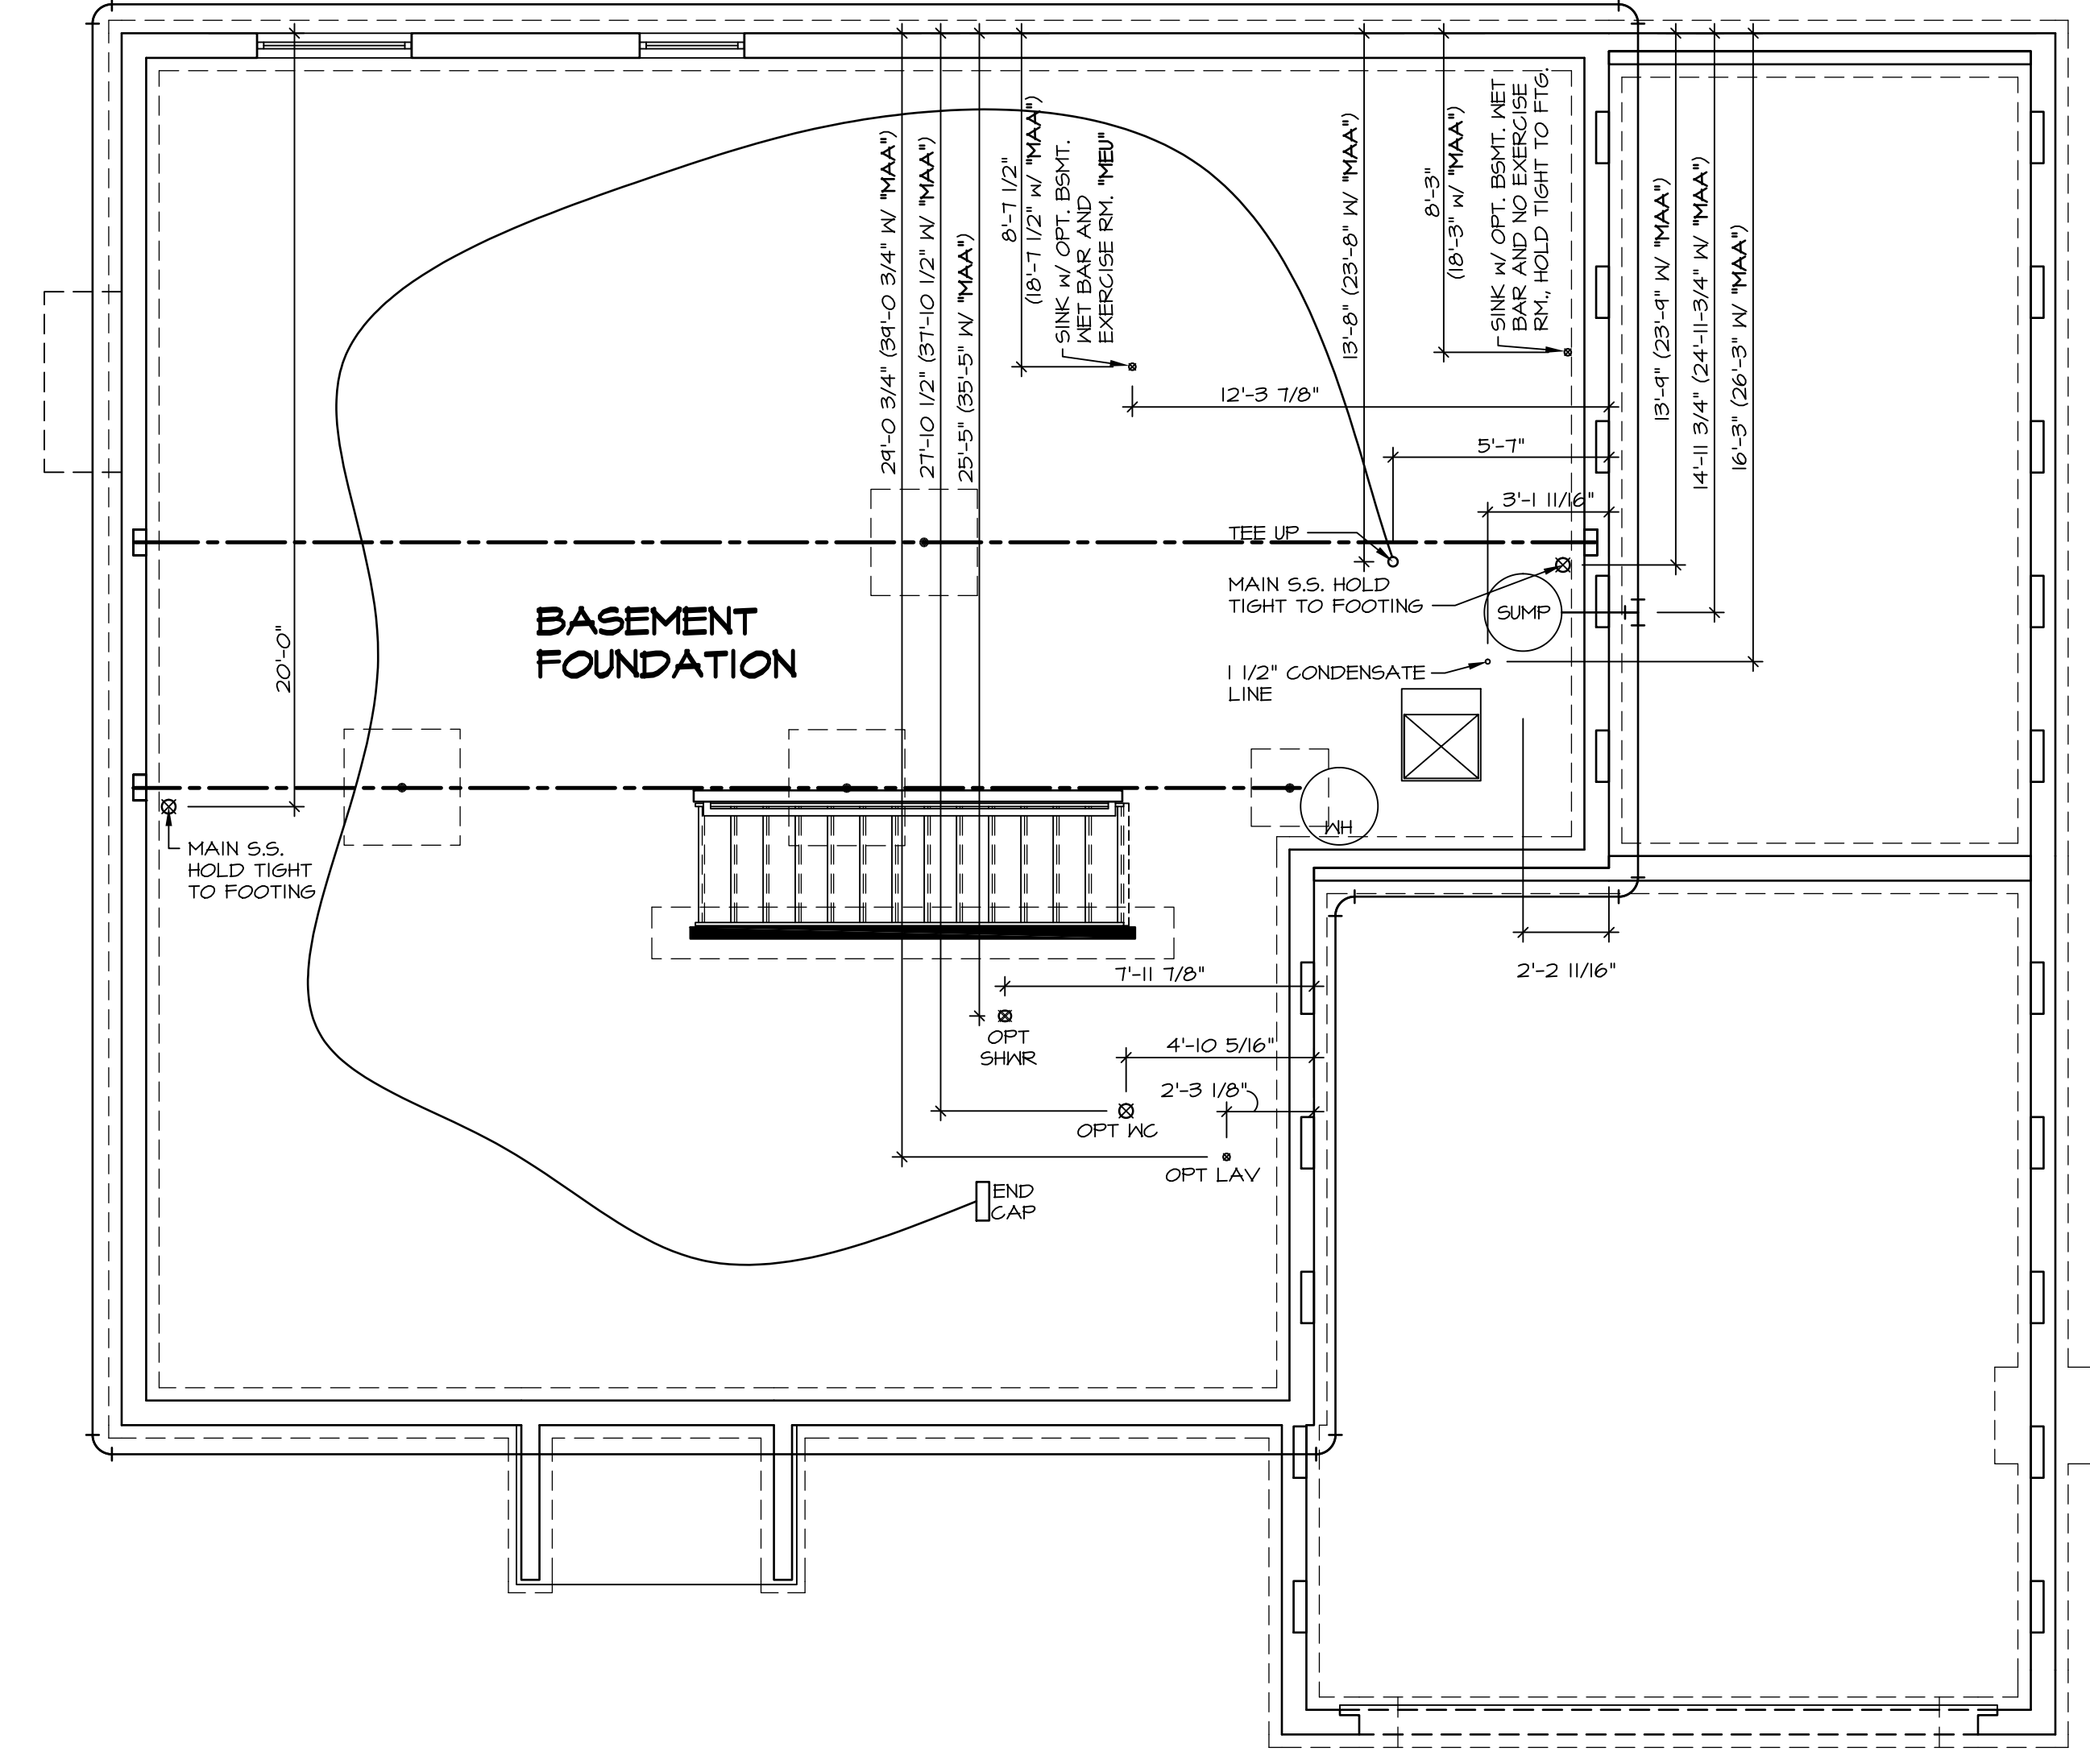 29'-0 3/4" (39'-0 3/4" W/ "MAA")
27'-10 1/2" (37'-10 1/2" W/ "MAA")
25'-5" (35'-5" W/ "MAA")
8'-7 1/2"
(18'-7 1/2" w/ "MAA")
SINK w/ OPT. BSMT.
WET BAR AND
EXERCISE RM. "MEU"
13'-8" (23'-8" W/ "MAA")
8'-3"
(18'-3" w/ "MAA")
SINK w/ OPT. BSMT. WET
BAR AND NO EXERCISE
RM., HOLD TIGHT TO FTG.
13'-9" (23'-9" W/ "MAA")
14'-11 3/4" (24'-11-3/4" W/ "MAA")
16'-3" (26'-3" W/ "MAA")
12'-3 7/8"
5'-7"
3'-1 11/16"
TEE UP
MAIN S.S. HOLD
TIGHT TO FOOTING
SUMP
BASEMENT
FOUNDATION
20'-0"
1 1/2" CONDENSATE
LINE
WH
MAIN S.S.
HOLD TIGHT
TO FOOTING
2'-2 11/16"
7'-11 7/8"
OPT
SHWR
4'-10 5/16"
2'-3 1/8"
OPT WC
OPT LAV
END
CAP